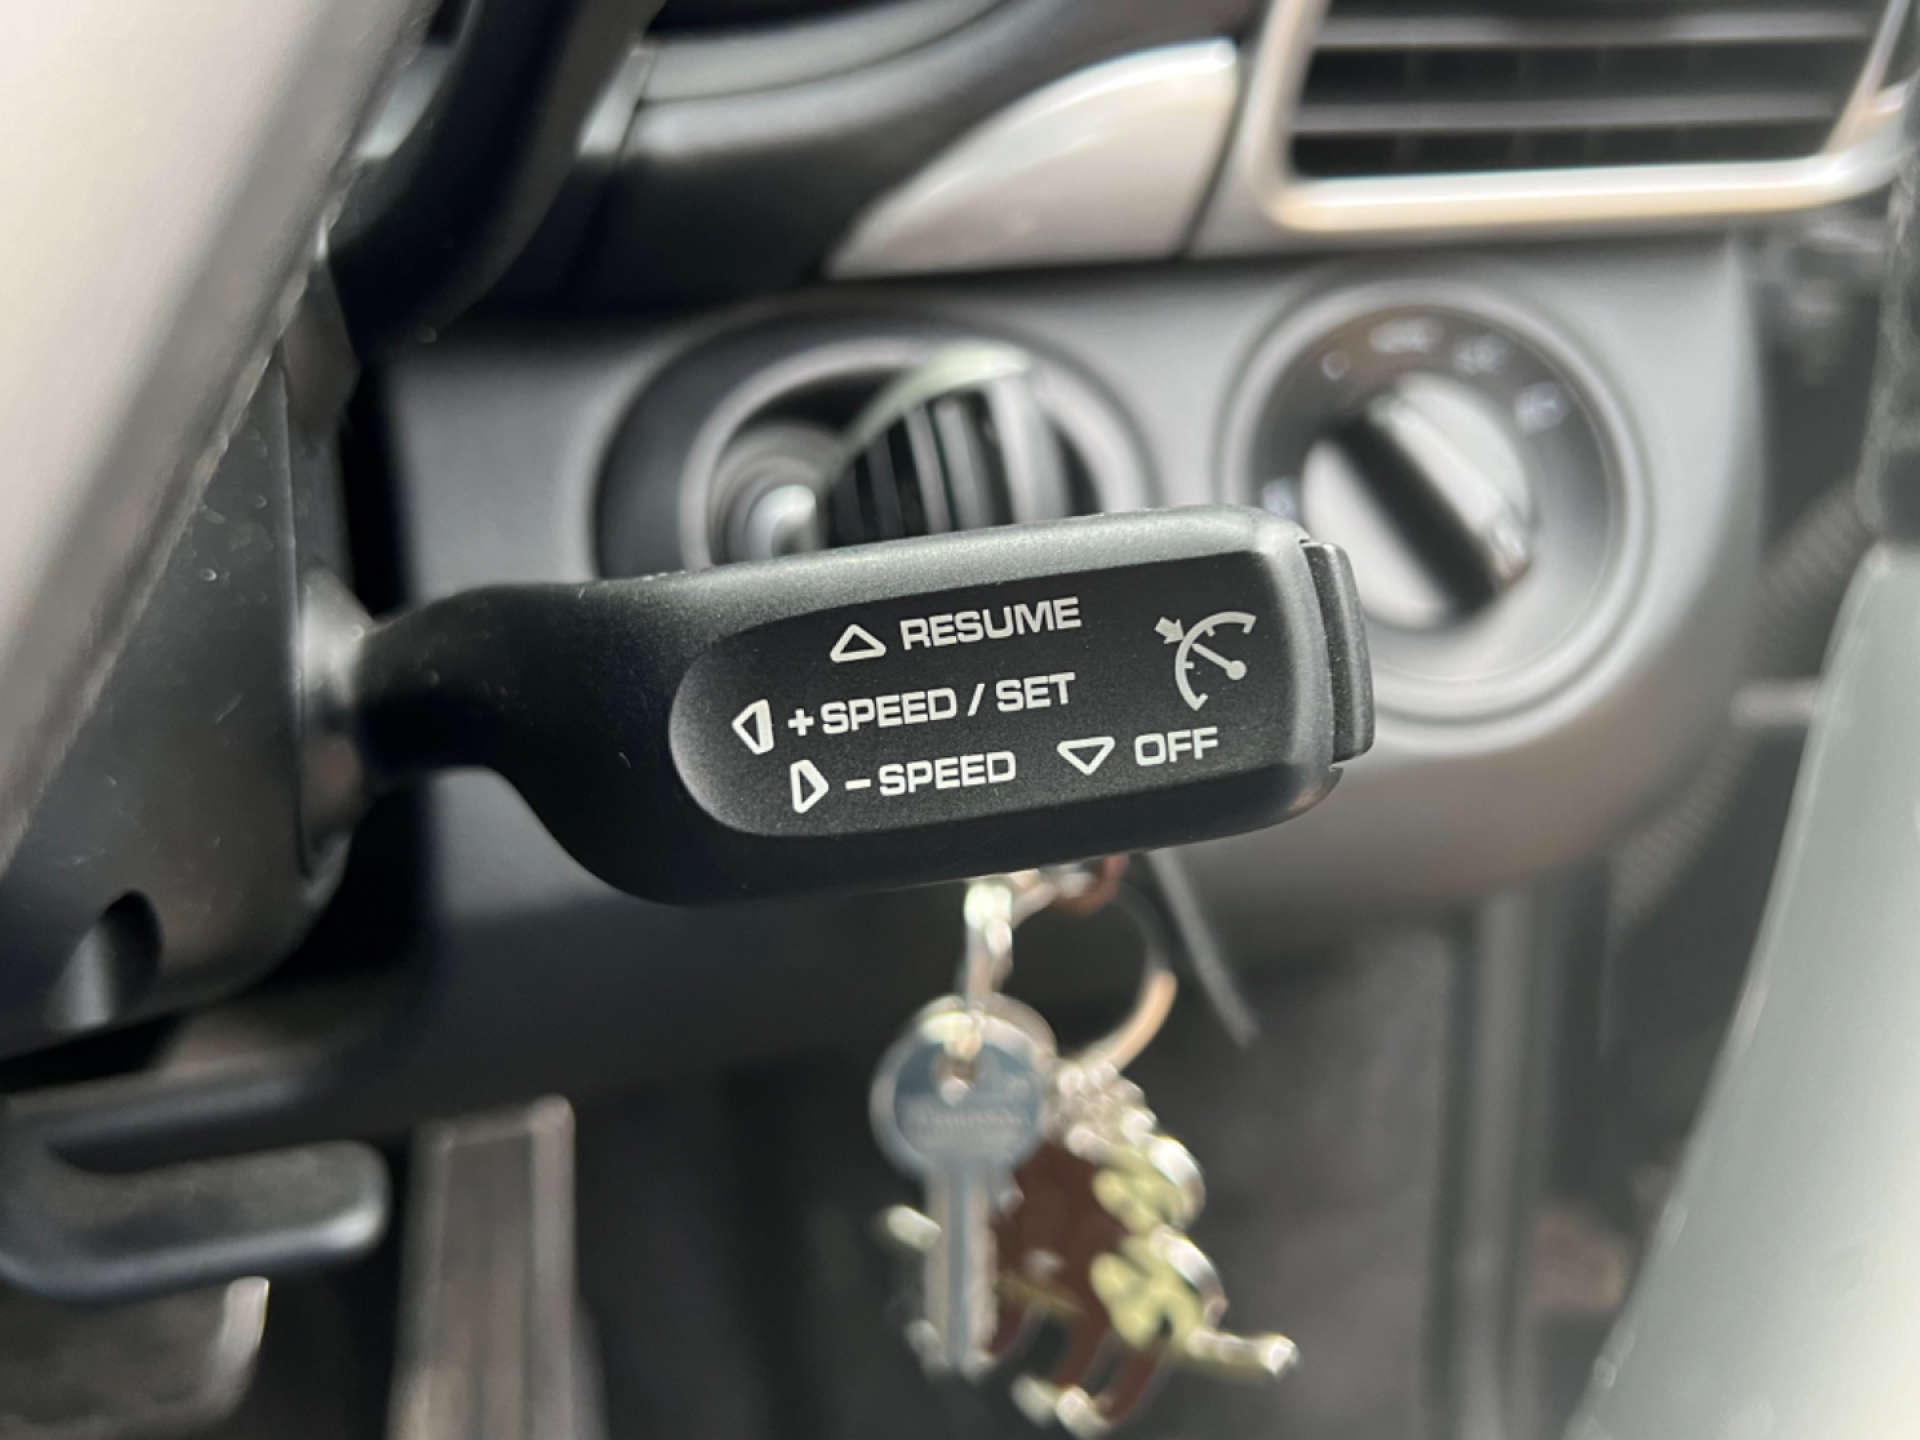 RESUME
+SPEED / SET
-SPEED OFF